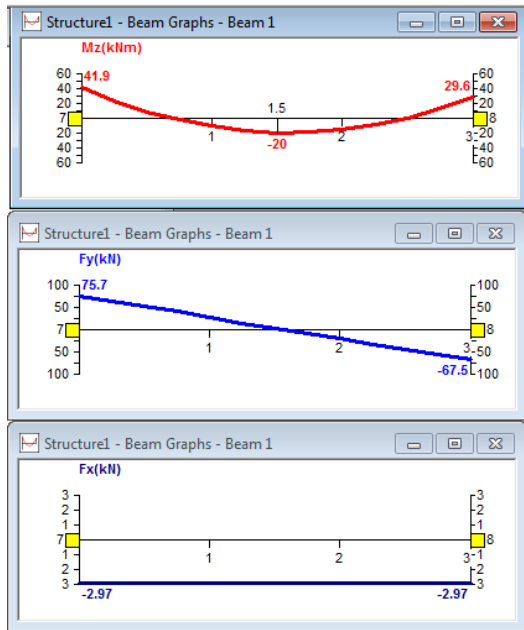 Structure1 - Beam Graphs - Beam 1
Mz(kNm)
60 41.9 29.6 60
40 40
20 1.5 20
7 8
20 1 -20 2 3 20
40 40
60 60
Structure1 - Beam Graphs - Beam 1
Fy(kN)
100 75.7 100
50 50
7 8
50 1 2 3 50
100 -67.5 100
Structure1 - Beam Graphs - Beam 1
Fx(kN)
3 3
2 2
1 1
7 8
1 1 2 3 1
2 2
3 3
-2.97 -2.97